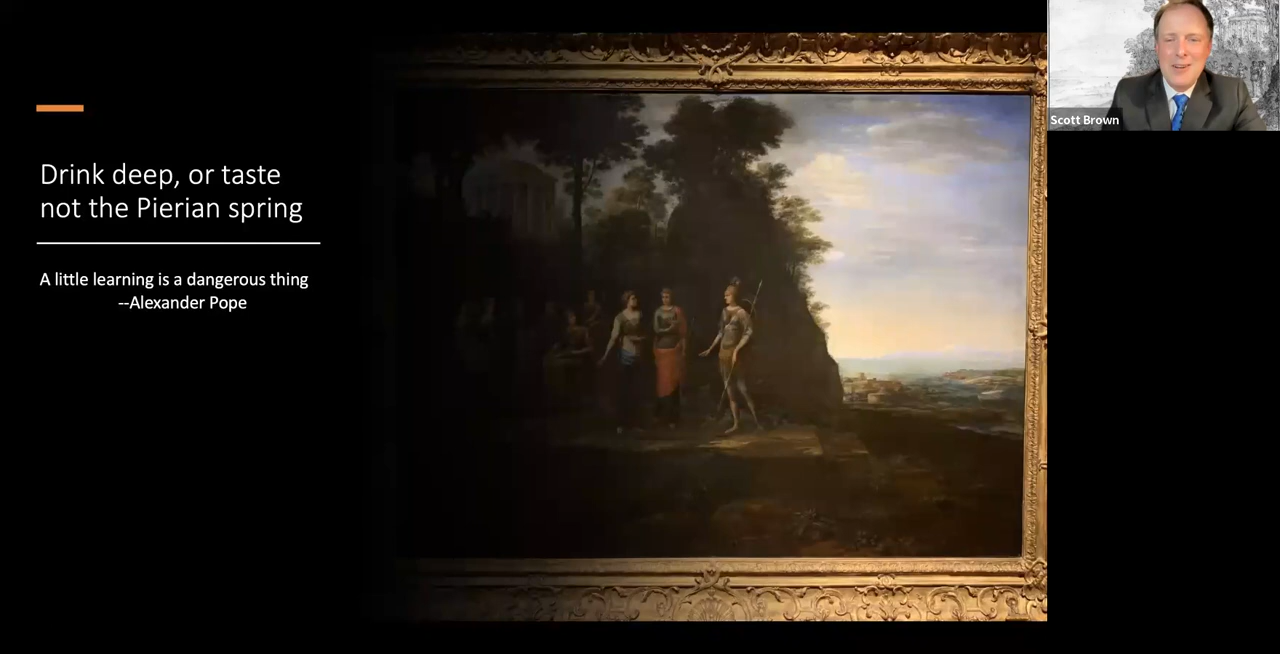 Drink deep, or taste
not the Pierian spring
A little learning is a dangerous thing
--Alexander Pope
Scott Brown